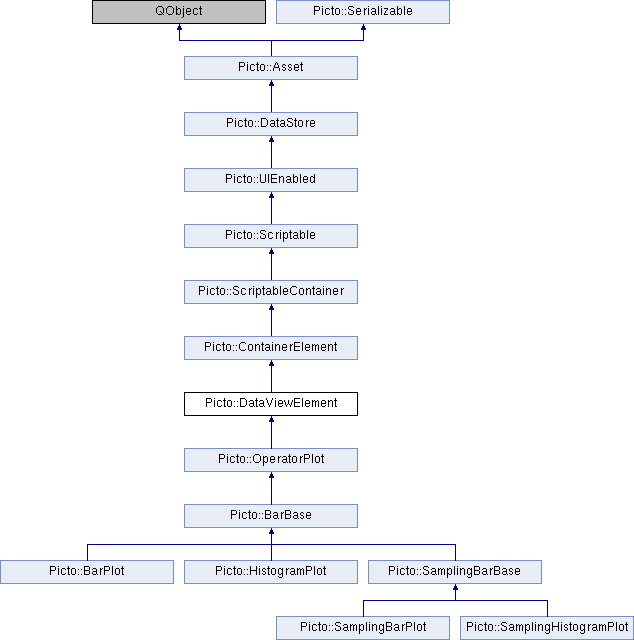 QObject
Picto::Serializable
Picto::Asset
Picto::DataStore
Picto::UIEnabled
Picto::Scriptable
Picto::ScriptableContainer
Picto::ContainerElement
Picto::DataViewElement
Picto::OperatorPlot
Picto::BarBase
Picto::BarPlot
Picto::HistogramPlot
Picto::SamplingBarBase
Picto::SamplingBarPlot
Picto::SamplingHistogramPlot